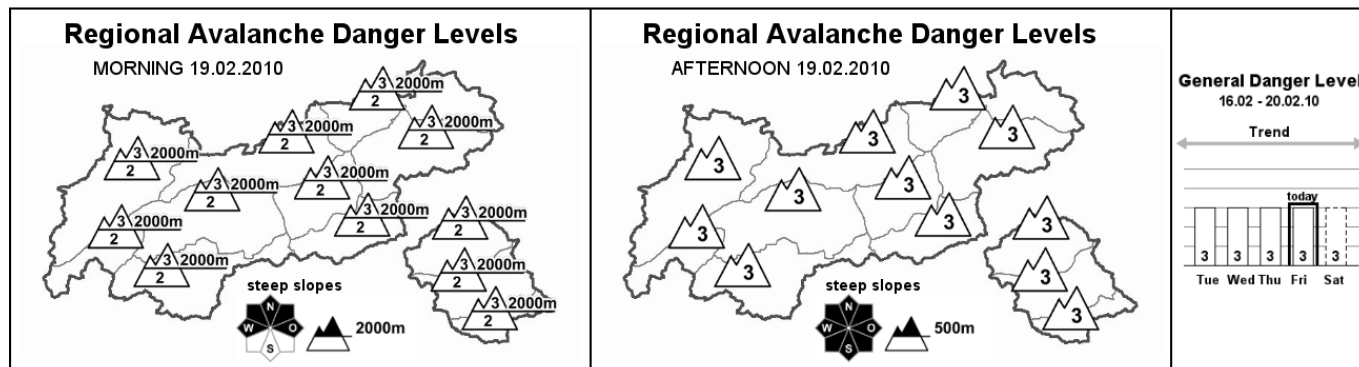 Regional Avalanche Danger Levels
MORNING 19.02.2010
3 2000m
2
3 2000m
2
3 2000m
2
3 2000m
2
3 2000m
2
3 2000m
2
3 2000m
2
3 2000m
2
3 2000m
2
3 2000m
2
3 2000m
2
3 2000m
2
steep slopes
N
W O
S
2000m
Regional Avalanche Danger Levels
AFTERNOON 19.02.2010
3
3
3
3
3
3
3
3
3
3
3
3
steep slopes
N
W O
S
500m
General Danger Level
16.02 - 20.02.10
Trend
today
3 3 3 3 3
Tue Wed Thu Fri Sat